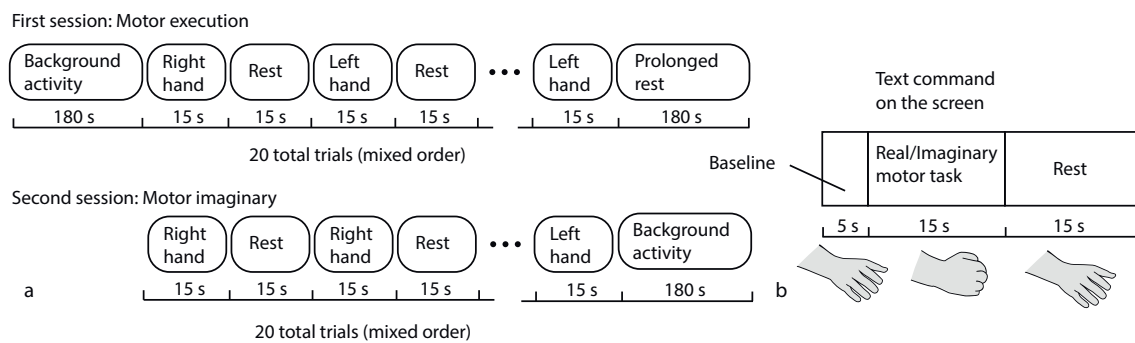 First session: Motor execution
Background
activity
Right
hand
Rest
Left
hand
Rest
•••
Left
hand
Prolonged
rest
180 s
15 s
15 s
15 s
15 s
15 s
180 s
20 total trials (mixed order)
Second session: Motor imaginary
Right
hand
Rest
Right
hand
Rest
•••
Left
hand
Background
activity
a
15 s
15 s
15 s
15 s
15 s
180 s
20 total trials (mixed order)
Text command
on the screen
Baseline
Real/Imaginary
motor task
Rest
5 s
15 s
15 s
b